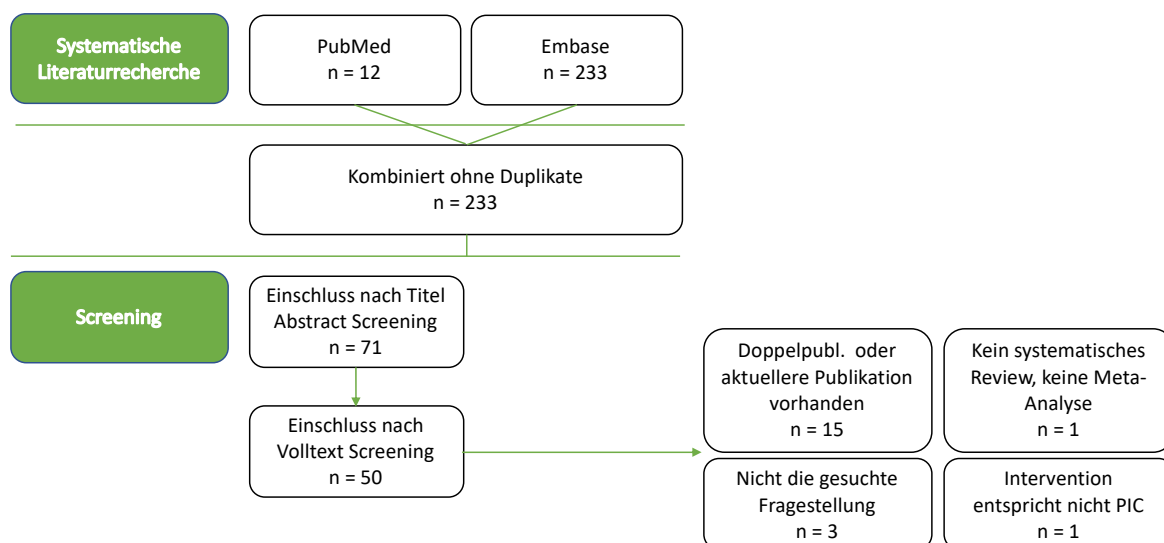 Systematische
Literaturrecherche
PubMed
n = 12
Embase
n = 233
Kombiniert ohne Duplikate
n = 233
Screening
Einschluss nach Titel
Abstract Screening
n = 71
Einschluss nach
Volltext Screening
n = 50
Doppelpubl. oder
aktuellere Publikation
vorhanden
n = 15
Kein systematisches
Review, keine Meta-
Analyse
n = 1
Nicht die gesuchte
Fragestellung
n = 3
Intervention
entspricht nicht PIC
n = 1